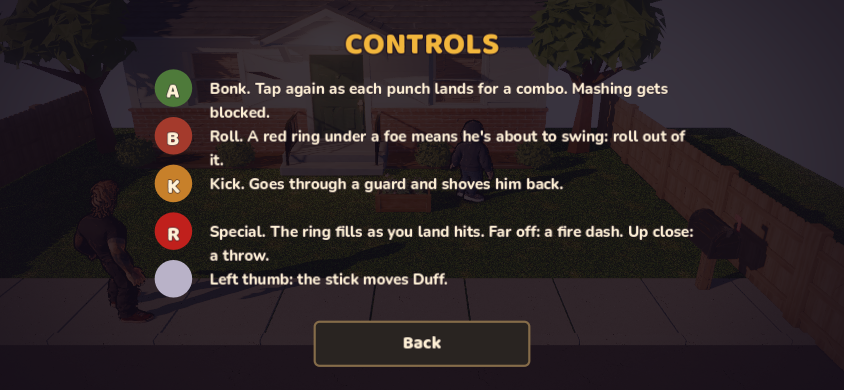 CONTROLS
A Bonk. Tap again as each punch lands for a combo. Mashing gets
blocked.
B Roll. A red ring under a foe means he's about to swing: roll out of
it.
K Kick. Goes through a guard and shoves him back.
R Special. The ring fills as you land hits. Far off: a fire dash. Up close:
a throw.
Left thumb: the stick moves Duff.
Back